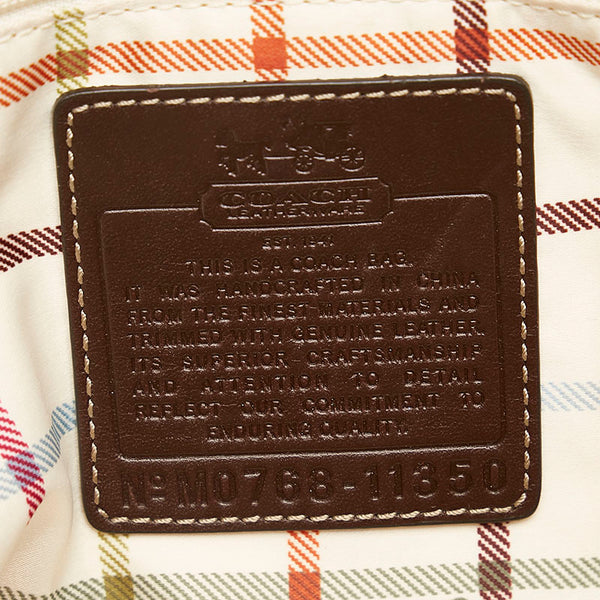 COACH
LEATHERWARE
EST. 1941
THIS IS A COACH BAG.
IT WAS HANDCRAFTED IN CHINA
FROM THE FINEST MATERIALS AND
TRIMMED WITH GENUINE LEATHER.
ITS SUPERIOR CRAFTSMANSHIP
AND ATTENTION TO DETAIL
REFLECT OUR COMMITMENT TO
ENDURING QUALITY.
Nº M0768-11350